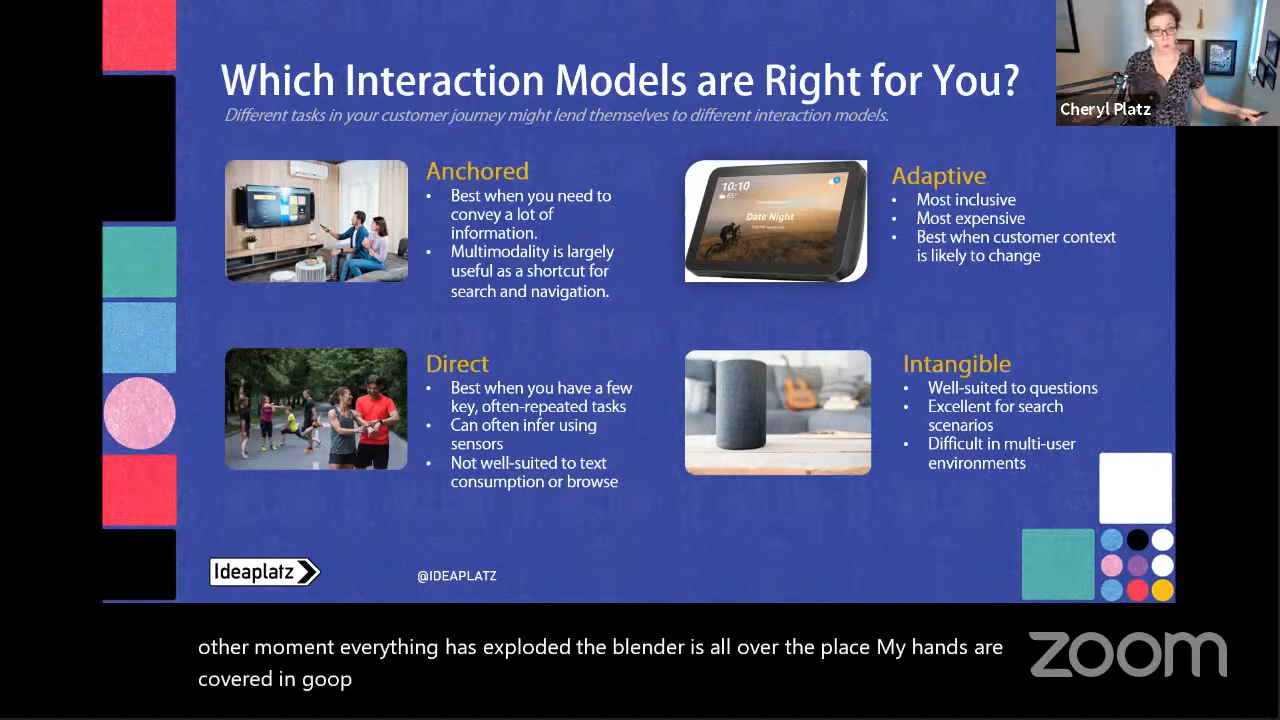 Which Interaction Models are Right for You?
Different tasks in your customer journey might lend themselves to different interaction models.
Cheryl Platz
Anchored
• Best when you need to
convey a lot of
information.
• Multimodality is largely
useful as a shortcut for
search and navigation.
10:10
Date Night
Adaptive
• Most inclusive
• Most expensive
• Best when customer context
is likely to change
Direct
• Best when you have a few
key, often-repeated tasks
• Can often infer using
sensors
• Not well-suited to text
consumption or browse
Intangible
• Well-suited to questions
• Excellent for search
scenarios
• Difficult in multi-user
environments
Ideaplatz
@IDEAPLATZ
other moment everything has exploded the blender is all over the place My hands are
covered in goop
zoom